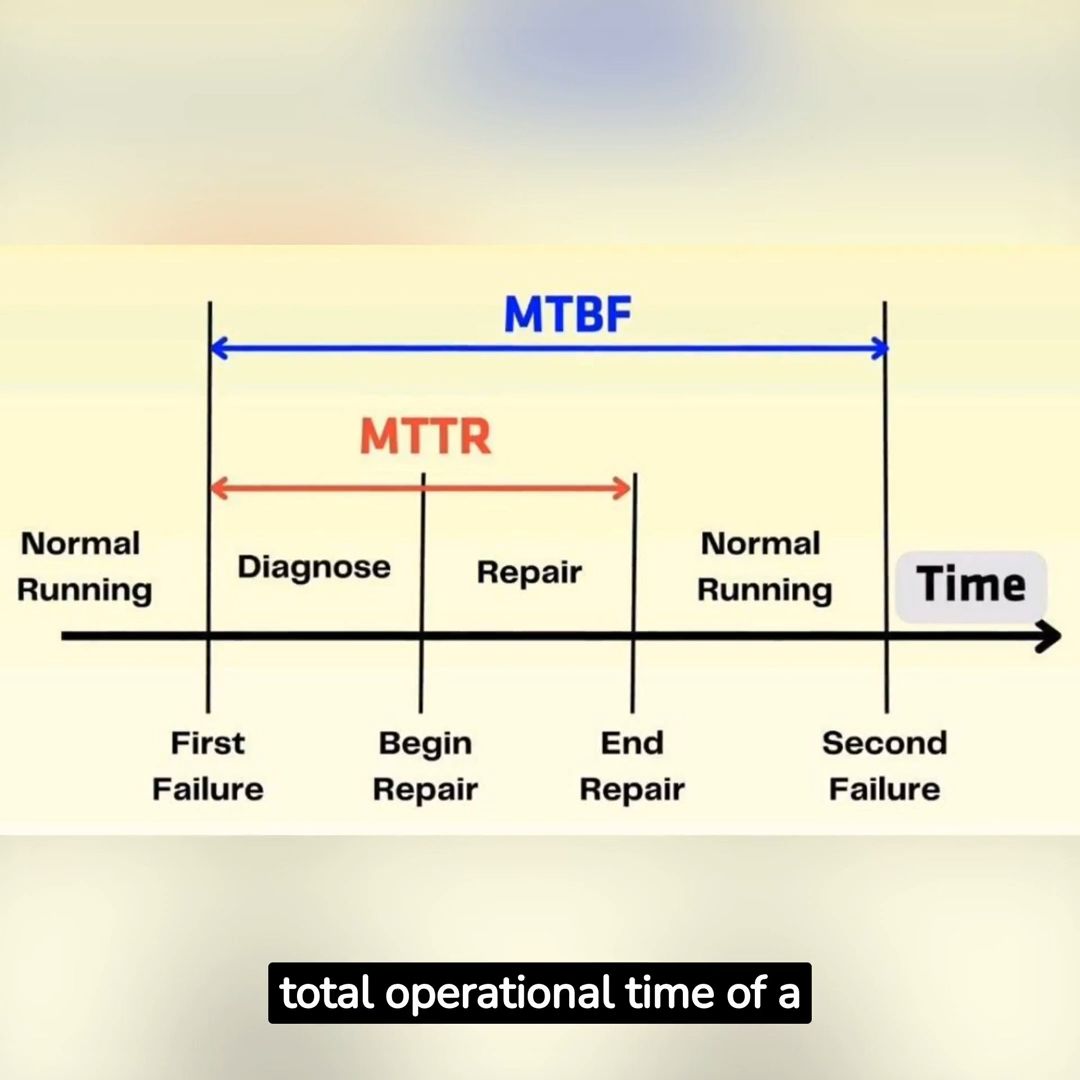 MTBF
MTTR
Normal
Running
Diagnose
Repair
Normal
Running
Time
First
Failure
Begin
Repair
End
Repair
Second
Failure
total operational time of a